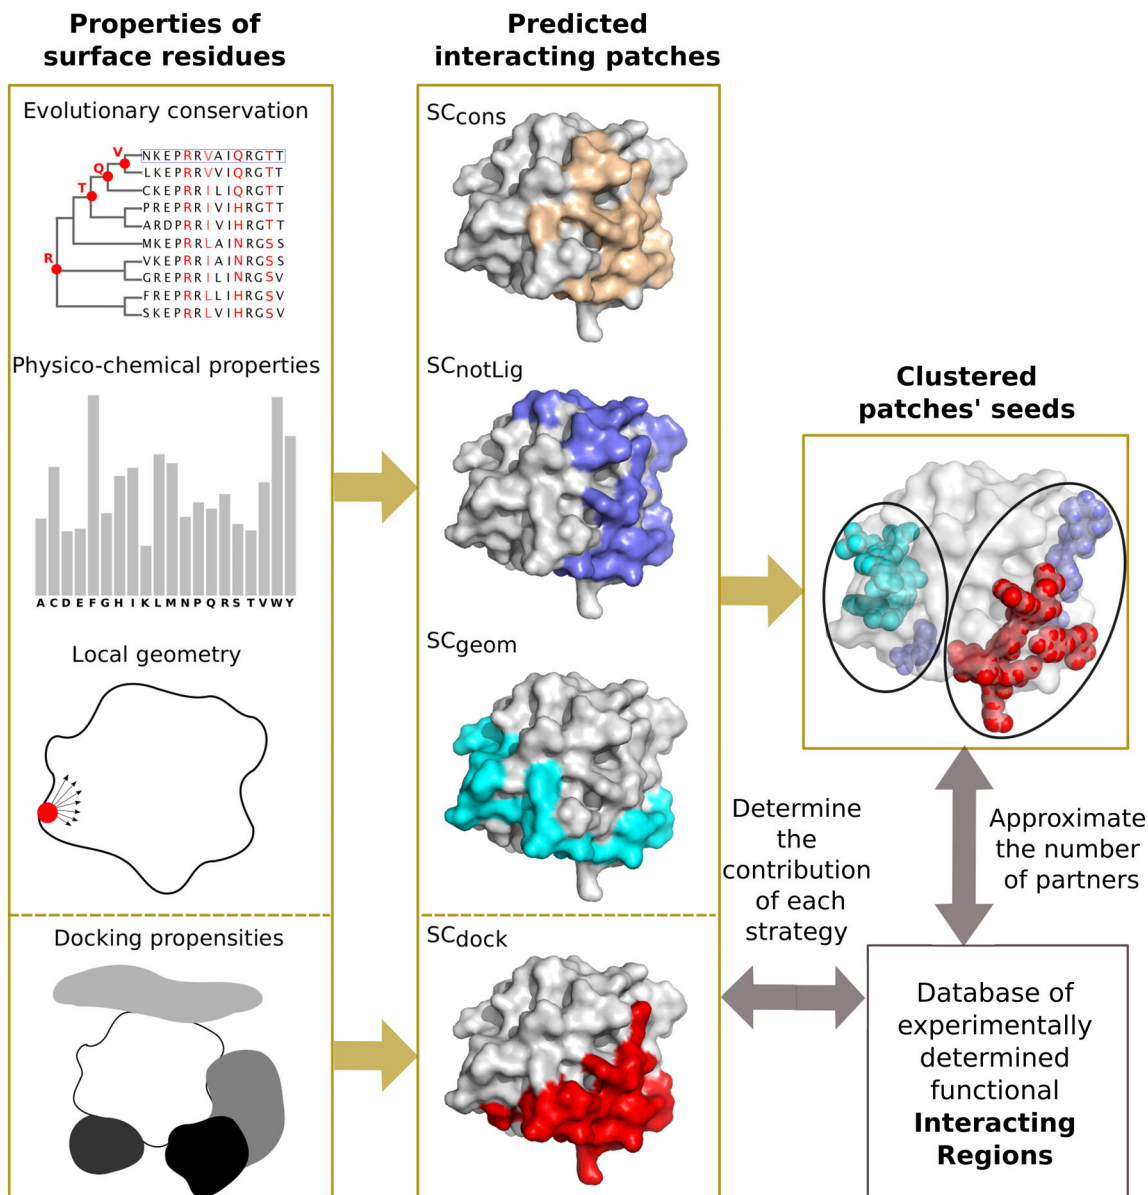 Properties of
surface residues
Evolutionary conservation
V
NKEPRRVAIQRGTT
Q
LKEPRRVVIQRGTT
CKEPRRILIQRGTT
T
PREPRRIVIHRGTT
ARDPRRIVIHRGTT
MKEPRRLAINRGSS
R
VKEPRRIAINRGSS
GREPRRILINRGSV
FREPRRLLIHRGSV
SKEPRRLVIHRGSV
Physico-chemical properties
A C D E F G H I K L M N P Q R S T V W Y
Local geometry
Docking propensities
Predicted
interacting patches
SCcons
SCnotLig
SCgeom
SCdock
Clustered
patches' seeds
Determine
the
contribution
of each
strategy
Approximate
the number
of partners
Database of
experimentally
determined
functional
Interacting
Regions